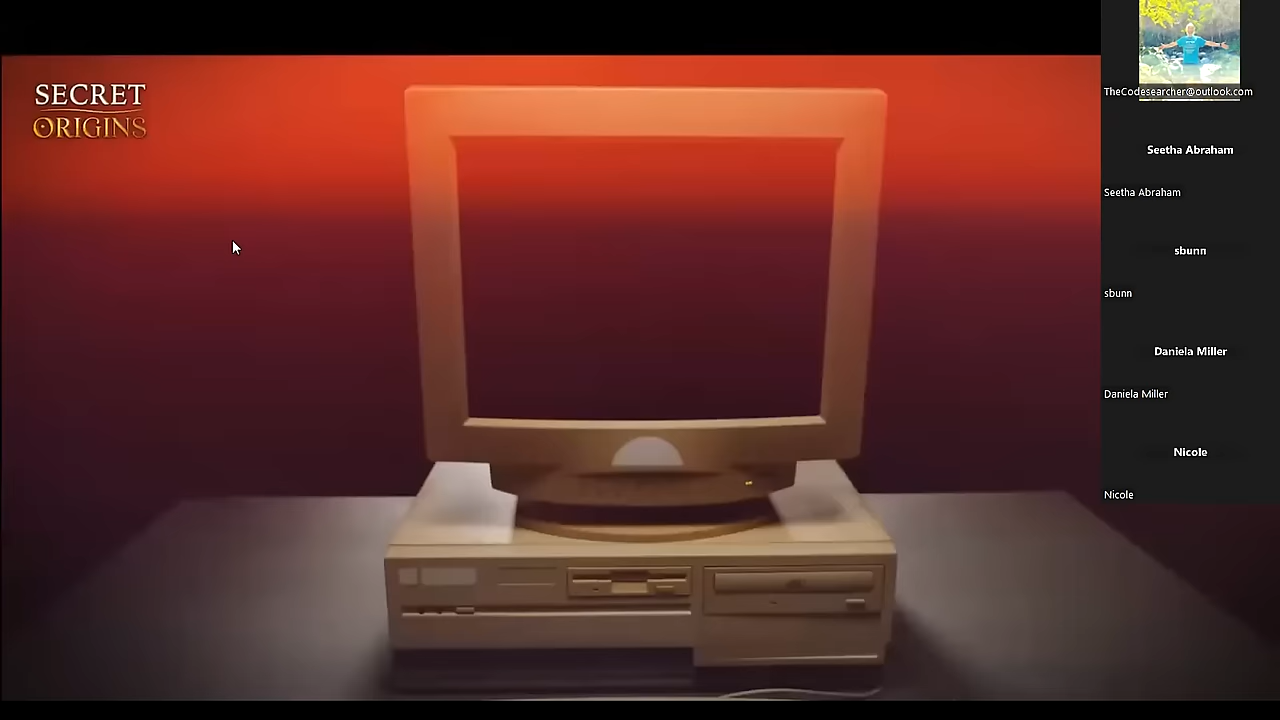 SECRET
ORIGINS
TheCodesearcher@outlook.com
Seetha Abraham
Seetha Abraham
sbunn
sbunn
Daniela Miller
Daniela Miller
Nicole
Nicole